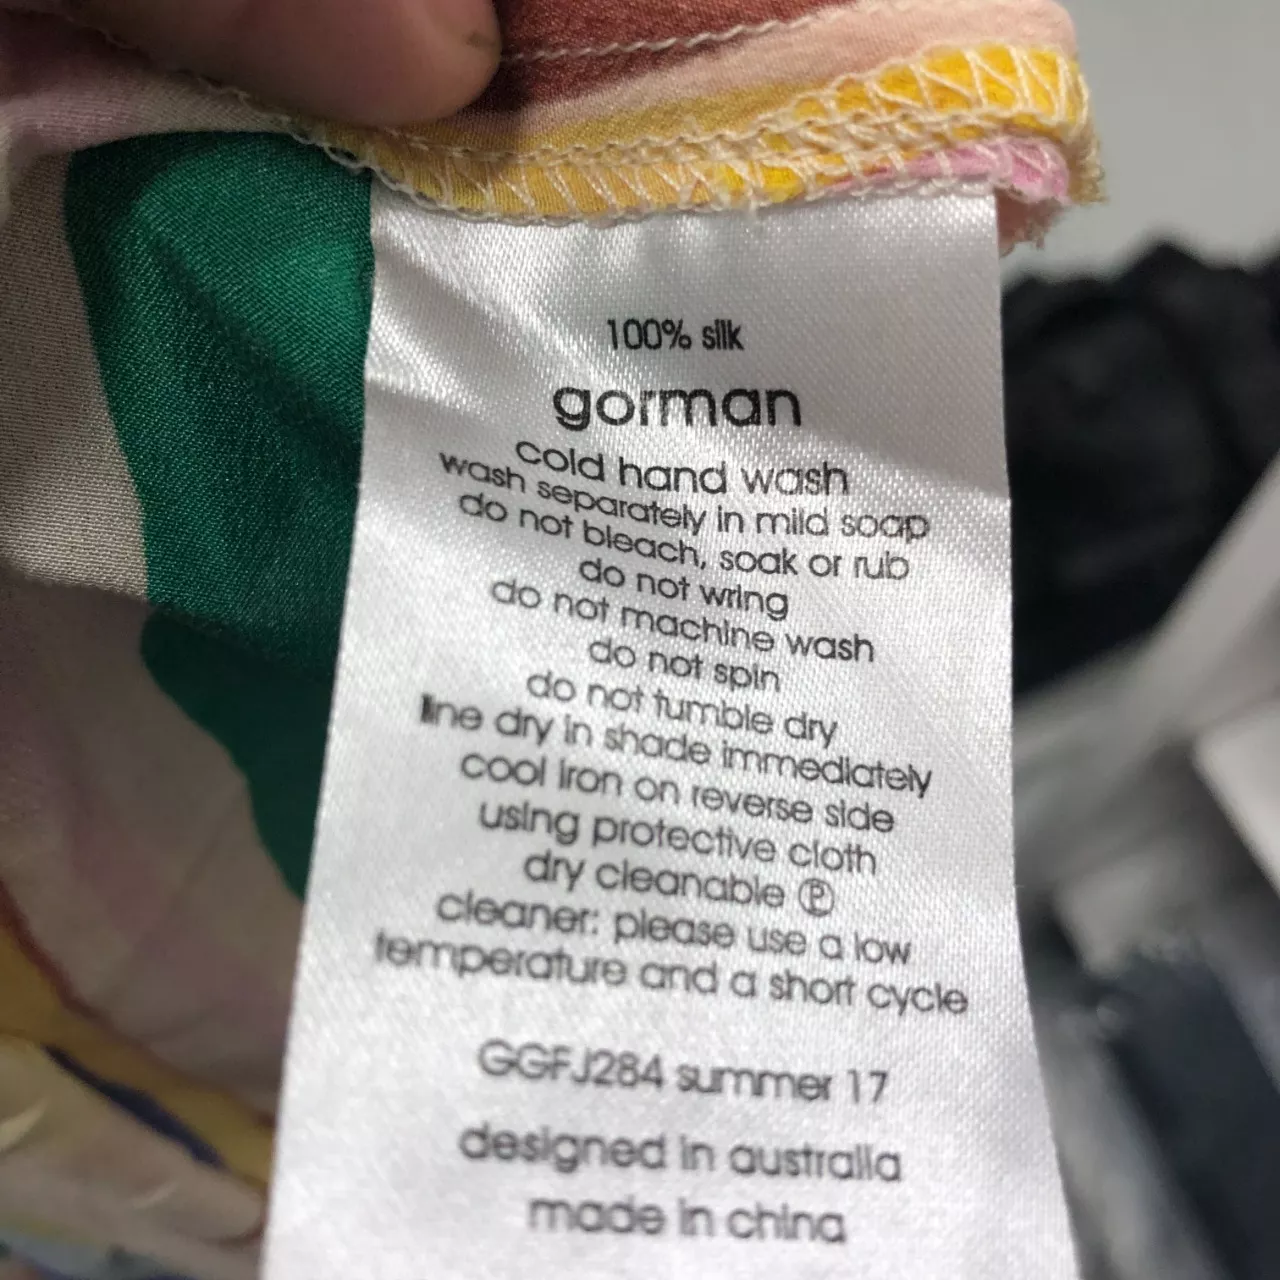 100% silk
gorman
cold hand wash
wash separately in mild soap
do not bleach, soak or rub
do not wring
do not machine wash
do not spin
do not tumble dry
line dry in shade immediately
cool iron on reverse side
using protective cloth
dry cleanable Ⓟ
cleaner: please use a low
temperature and a short cycle
GGFJ284 summer 17
designed in australia
made in china